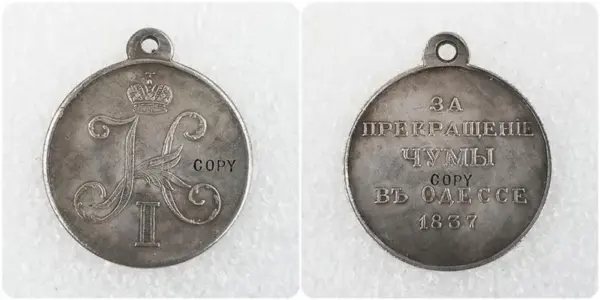 Н
I
COPY
ЗА
ПРЕКРАЩЕНІЕ
ЧУМЫ
COPY
ВЪ ОДЕССЕ
1837